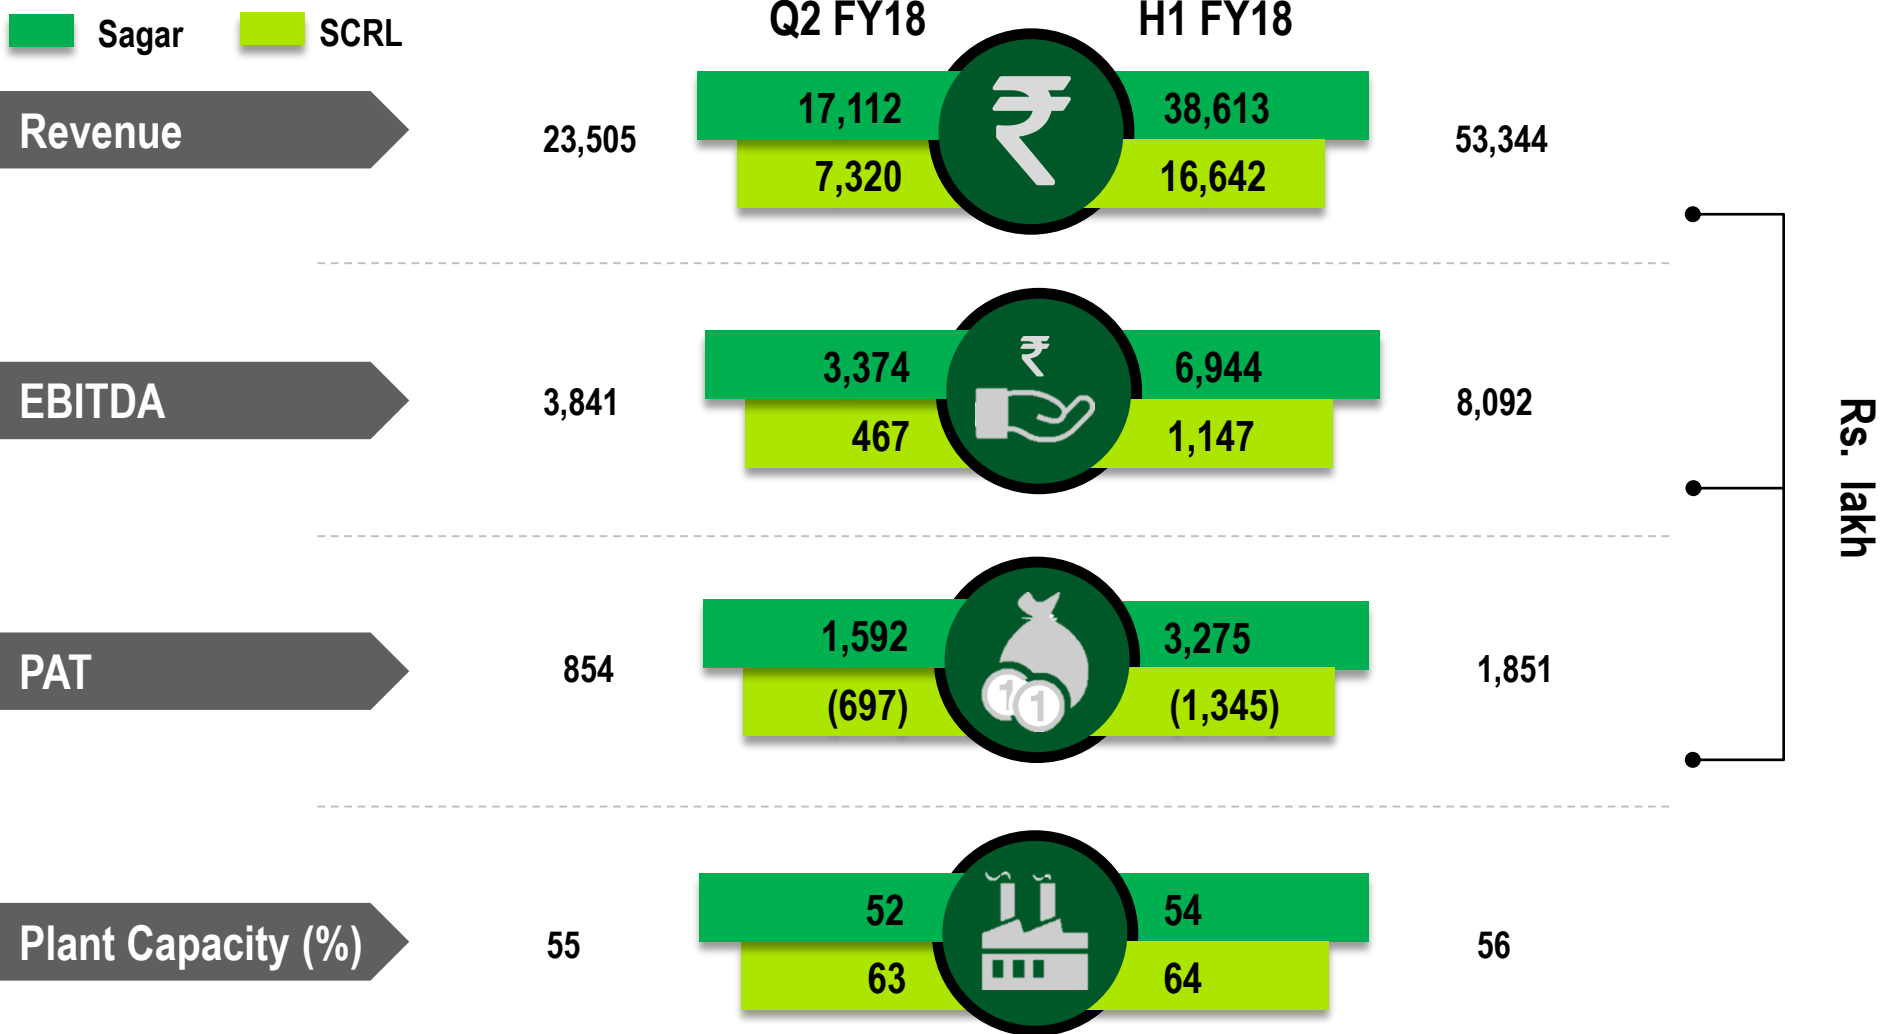 Sagar SCRL Q2 FY18 H1 FY18
Revenue
23,505
17,112 ₹ 38,613
7,320 16,642
53,344
EBITDA
3,841
3,374 ₹ 6,944
467 1,147
8,092
Rs. lakh
PAT
854
1,592 3,275
(697) 1 1 (1,345)
1,851
Plant Capacity (%)
55
52 54
63 64
56